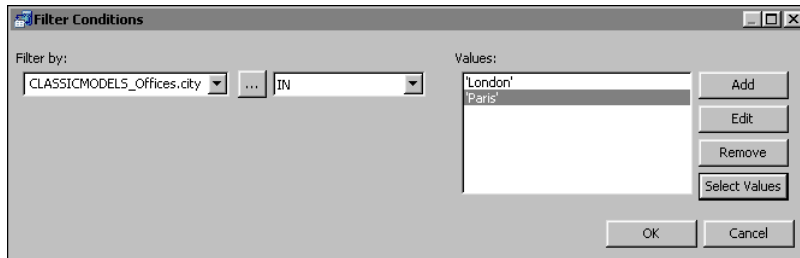 Filter Conditions
Filter by:
Values:
CLASSICMODELS_Offices.city
...
IN
'London'
'Paris'
Add
Edit
Remove
Select Values
OK
Cancel